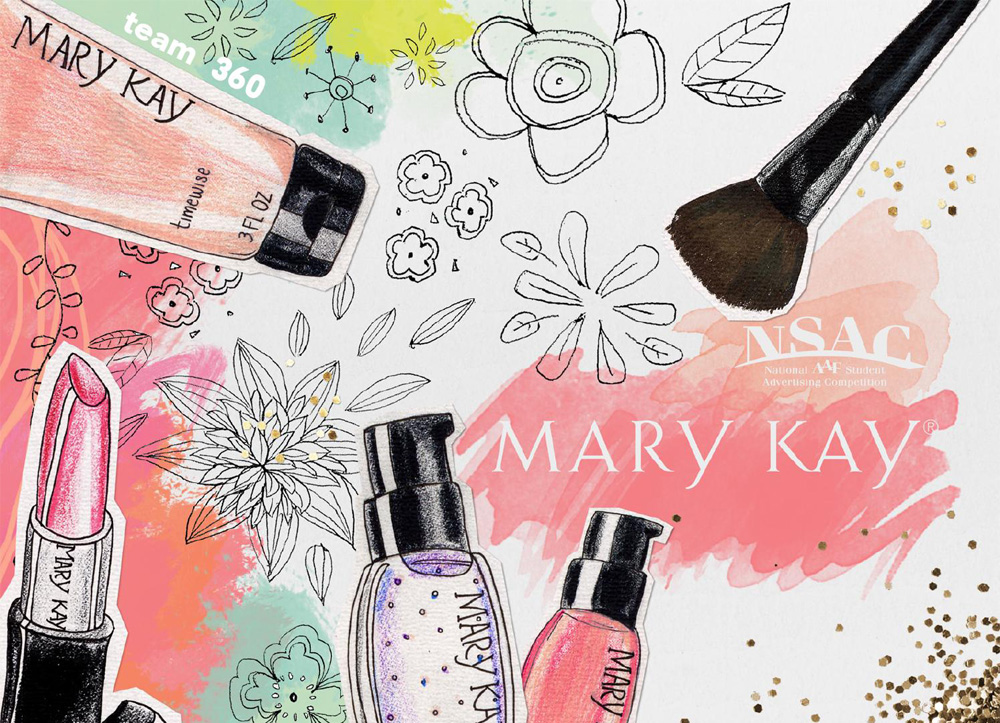 team 360
MARY KAY
timewise
3 FL OZ
NSAC
National AAF Student
Advertising Competition
MARY KAY®
MARY KAY
MARY KA
MARY